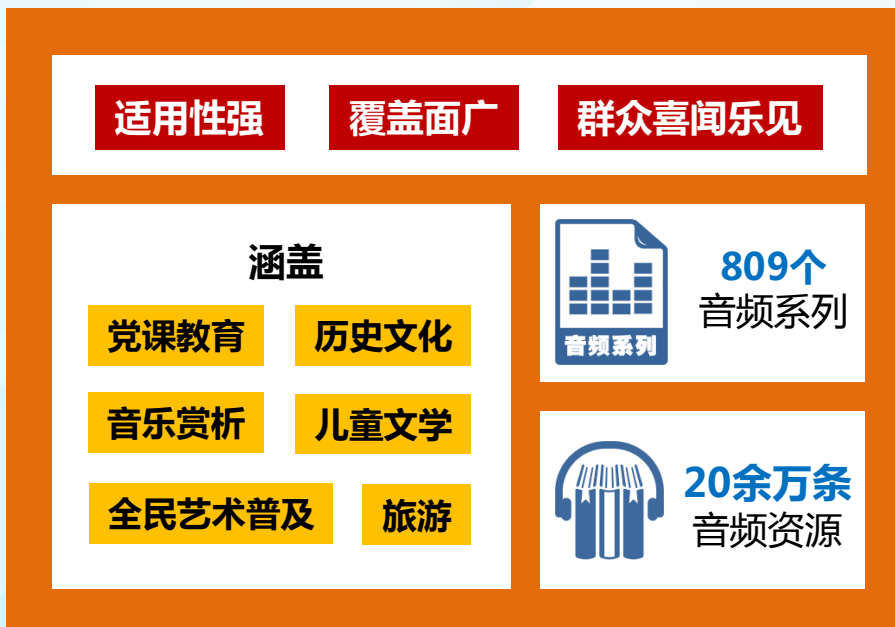 适用性强 覆盖面广 群众喜闻乐见
涵盖
党课教育 历史文化
音乐赏析 儿童文学
全民艺术普及 旅游
音频系列
809个
音频系列
20余万条
音频资源